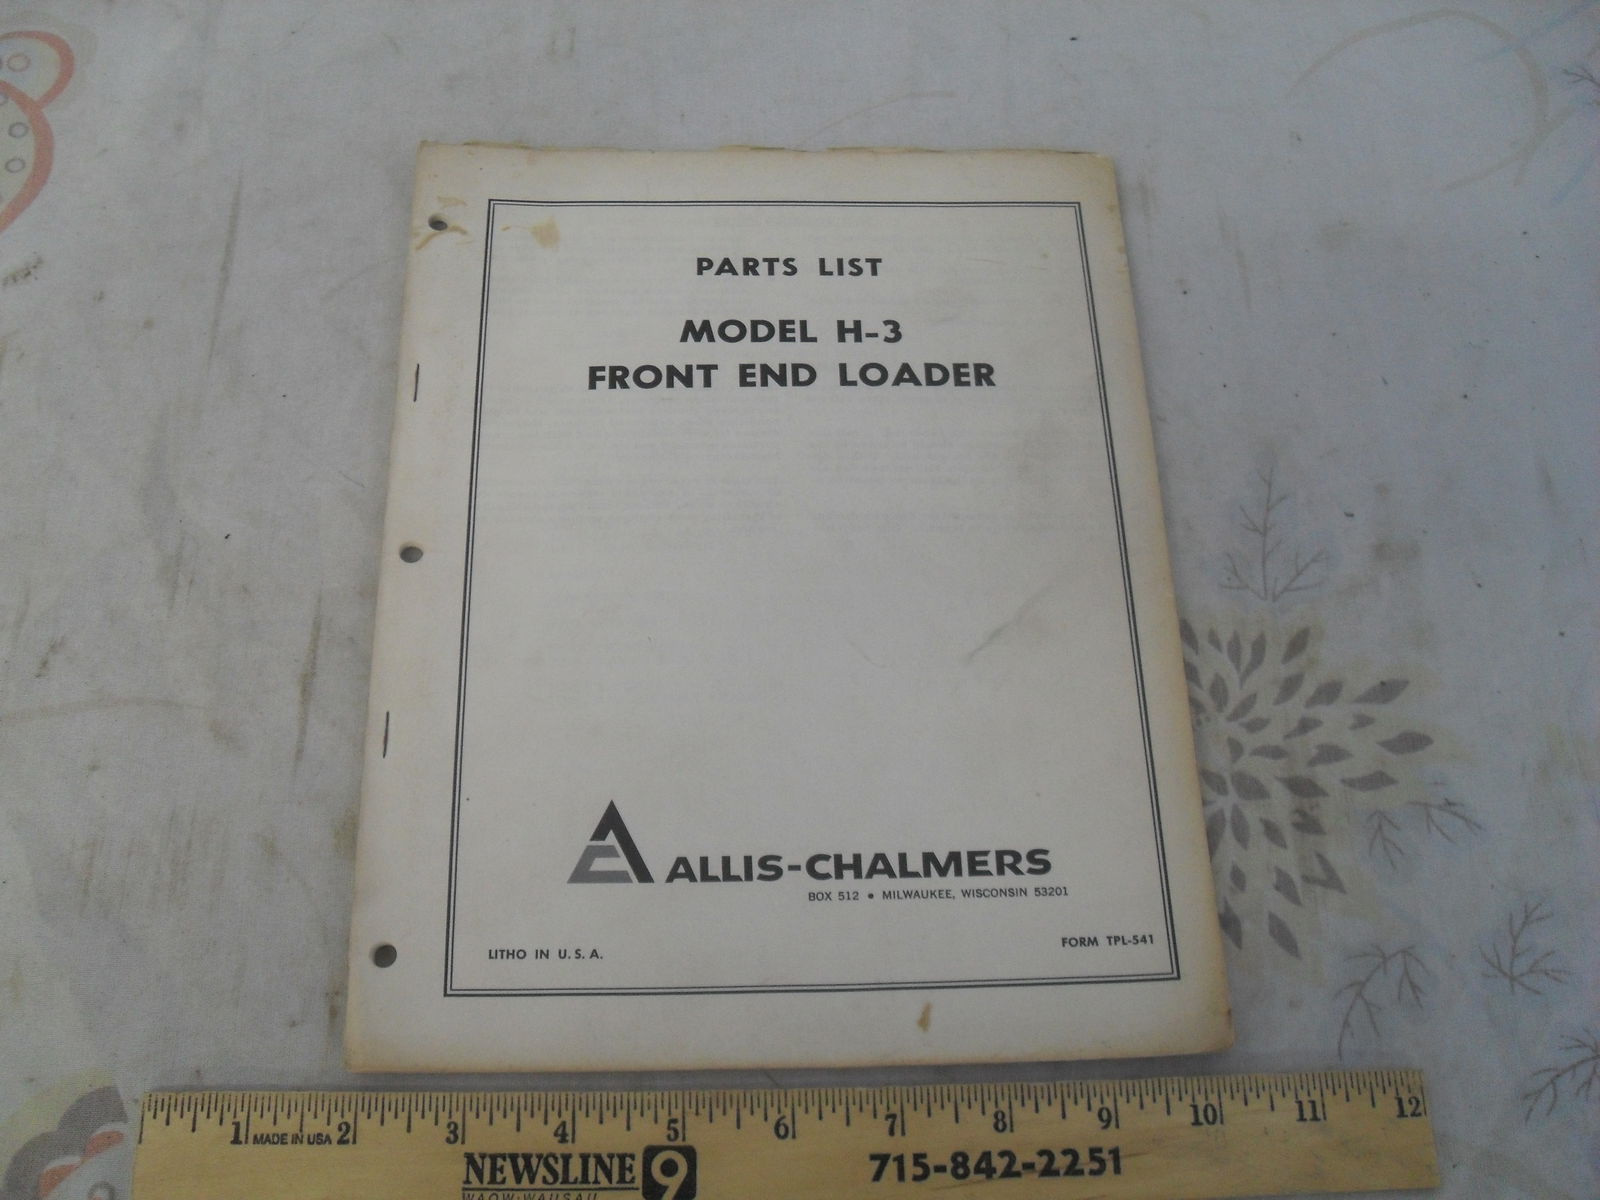 PARTS LIST
MODEL H-3
FRONT END LOADER
ALLIS-CHALMERS
BOX 512 • MILWAUKEE, WISCONSIN 53201
LITHO IN U. S. A.
FORM TPL-541
1 MADE IN USA 2 3 4 5 6 7 8 9 10 11 12
NEWSLINE 9
715-842-2251
WAOW-WAUSAU